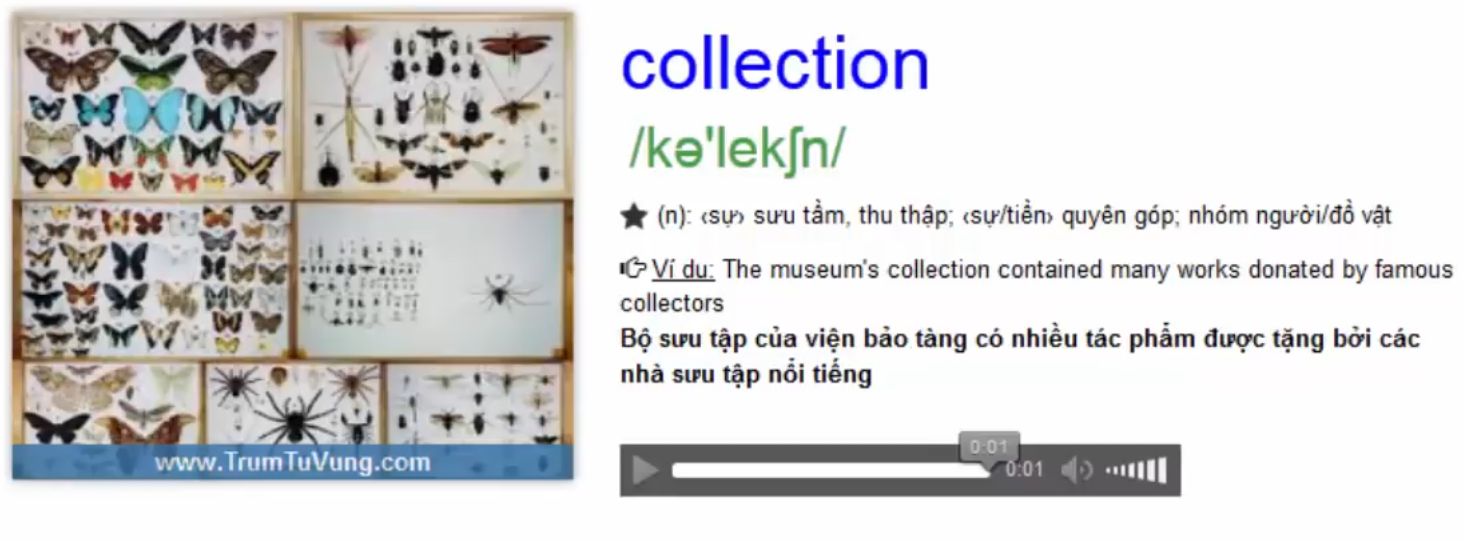 collection
/kə'lekʃn/
★ (n): ‹sự› sưu tầm, thu thập; ‹sự/tiền› quyên góp; nhóm người/đồ vật
Ví du: The museum's collection contained many works donated by famous
collectors
Bộ sưu tập của viện bảo tàng có nhiều tác phẩm được tặng bởi các
nhà sưu tập nổi tiếng
www.TrumTuVung.com
0:01
0:01